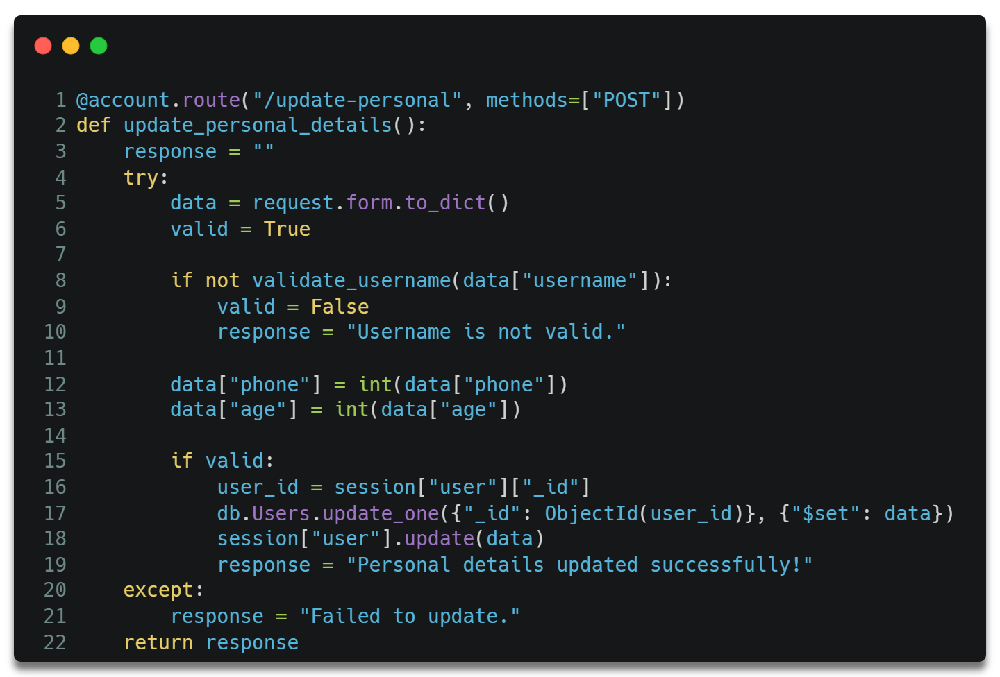 1 @account.route("/update-personal", methods=["POST"])
2 def update_personal_details():
3     response = ""
4     try:
5         data = request.form.to_dict()
6         valid = True
7
8         if not validate_username(data["username"]):
9             valid = False
10             response = "Username is not valid."
11
12         data["phone"] = int(data["phone"])
13         data["age"] = int(data["age"])
14
15         if valid:
16             user_id = session["user"]["_id"]
17             db.Users.update_one({"_id": ObjectId(user_id)}, {"$set": data})
18             session["user"].update(data)
19             response = "Personal details updated successfully!"
20     except:
21         response = "Failed to update."
22     return response